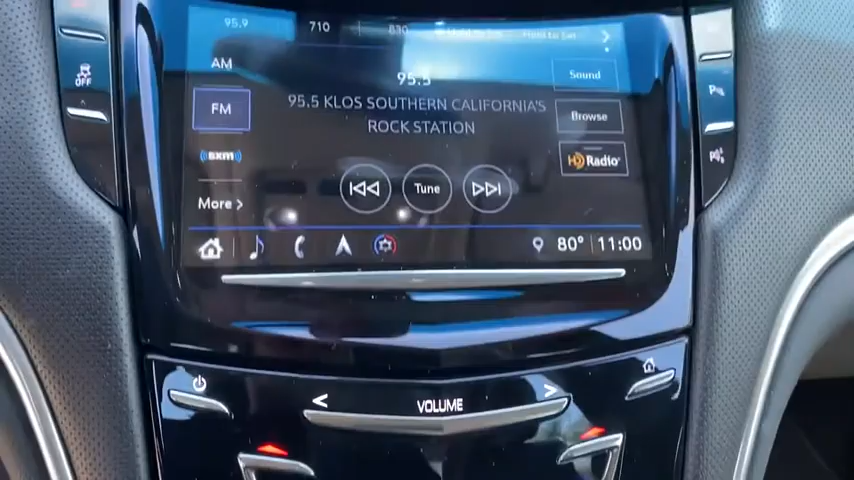 95.9 710 830
AM
95.5
Sound
FM
95.5 KLOS SOUTHERN CALIFORNIA'S
ROCK STATION
Browse
sxm
HD Radio
Tune
More >
80° 11:00
OFF
< VOLUME >